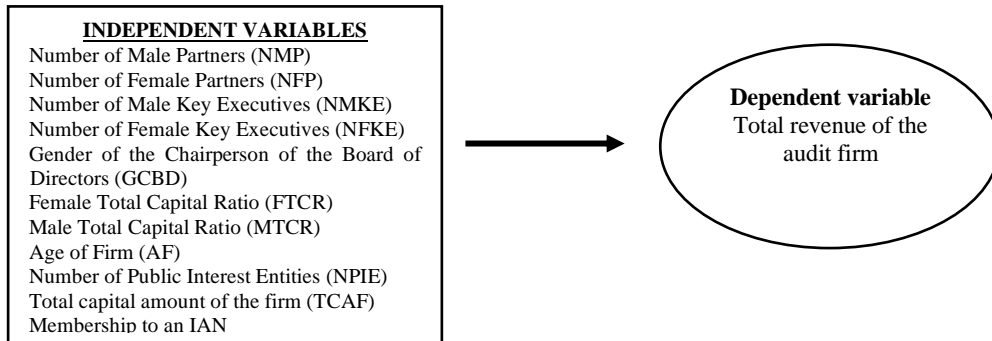 INDEPENDENT VARIABLES
Number of Male Partners (NMP)
Number of Female Partners (NFP)
Number of Male Key Executives (NMKE)
Number of Female Key Executives (NFKE)
Gender of the Chairperson of the Board of
Directors (GCBD)
Female Total Capital Ratio (FTCR)
Male Total Capital Ratio (MTCR)
Age of Firm (AF)
Number of Public Interest Entities (NPIE)
Total capital amount of the firm (TCAF)
Membership to an IAN
Dependent variable
Total revenue of the
audit firm